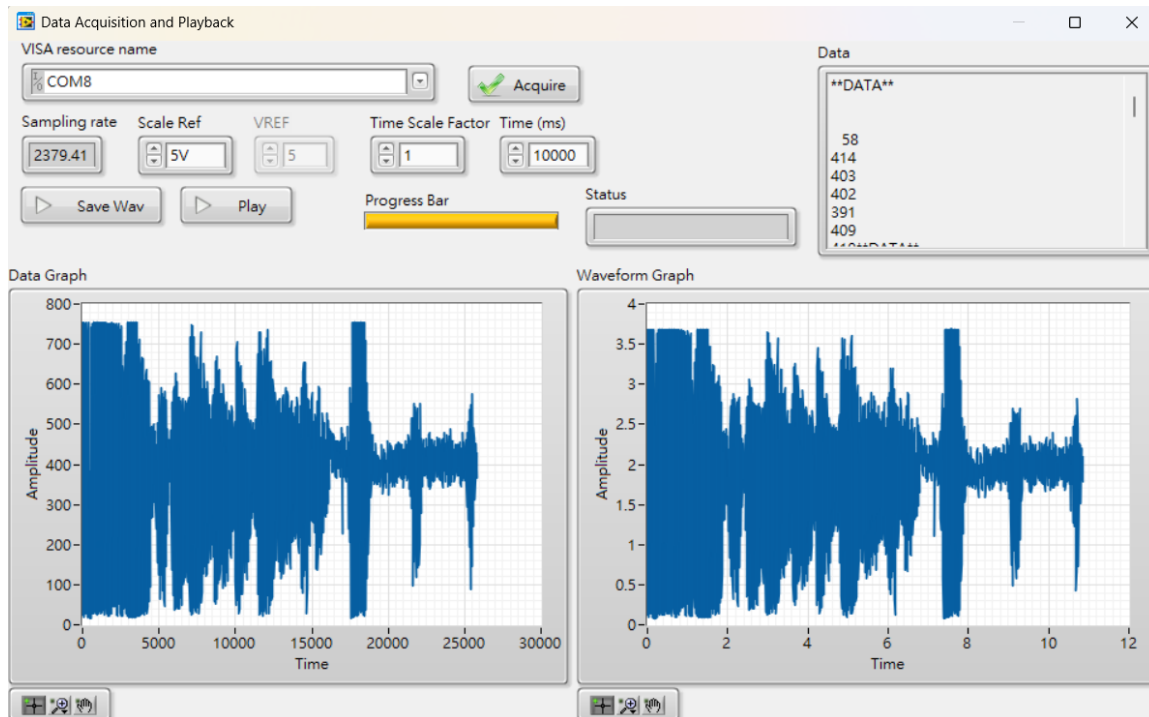 Data Acquisition and Playback
VISA resource name
COM8
Acquire
Data
**DATA**
58
414
403
402
391
409
Sampling rate
Scale Ref
VREF
Time Scale Factor
Time (ms)
2379.41
5V
5
1
10000
Save Wav
Play
Progress Bar
Status
Data Graph
800
700
600
500
400
300
200
100
0
Amplitude
0 5000 10000 15000 20000 25000 30000
Time
Waveform Graph
4
3.5
3
2.5
2
1.5
1
0.5
0
Amplitude
0 2 4 6 8 10 12
Time